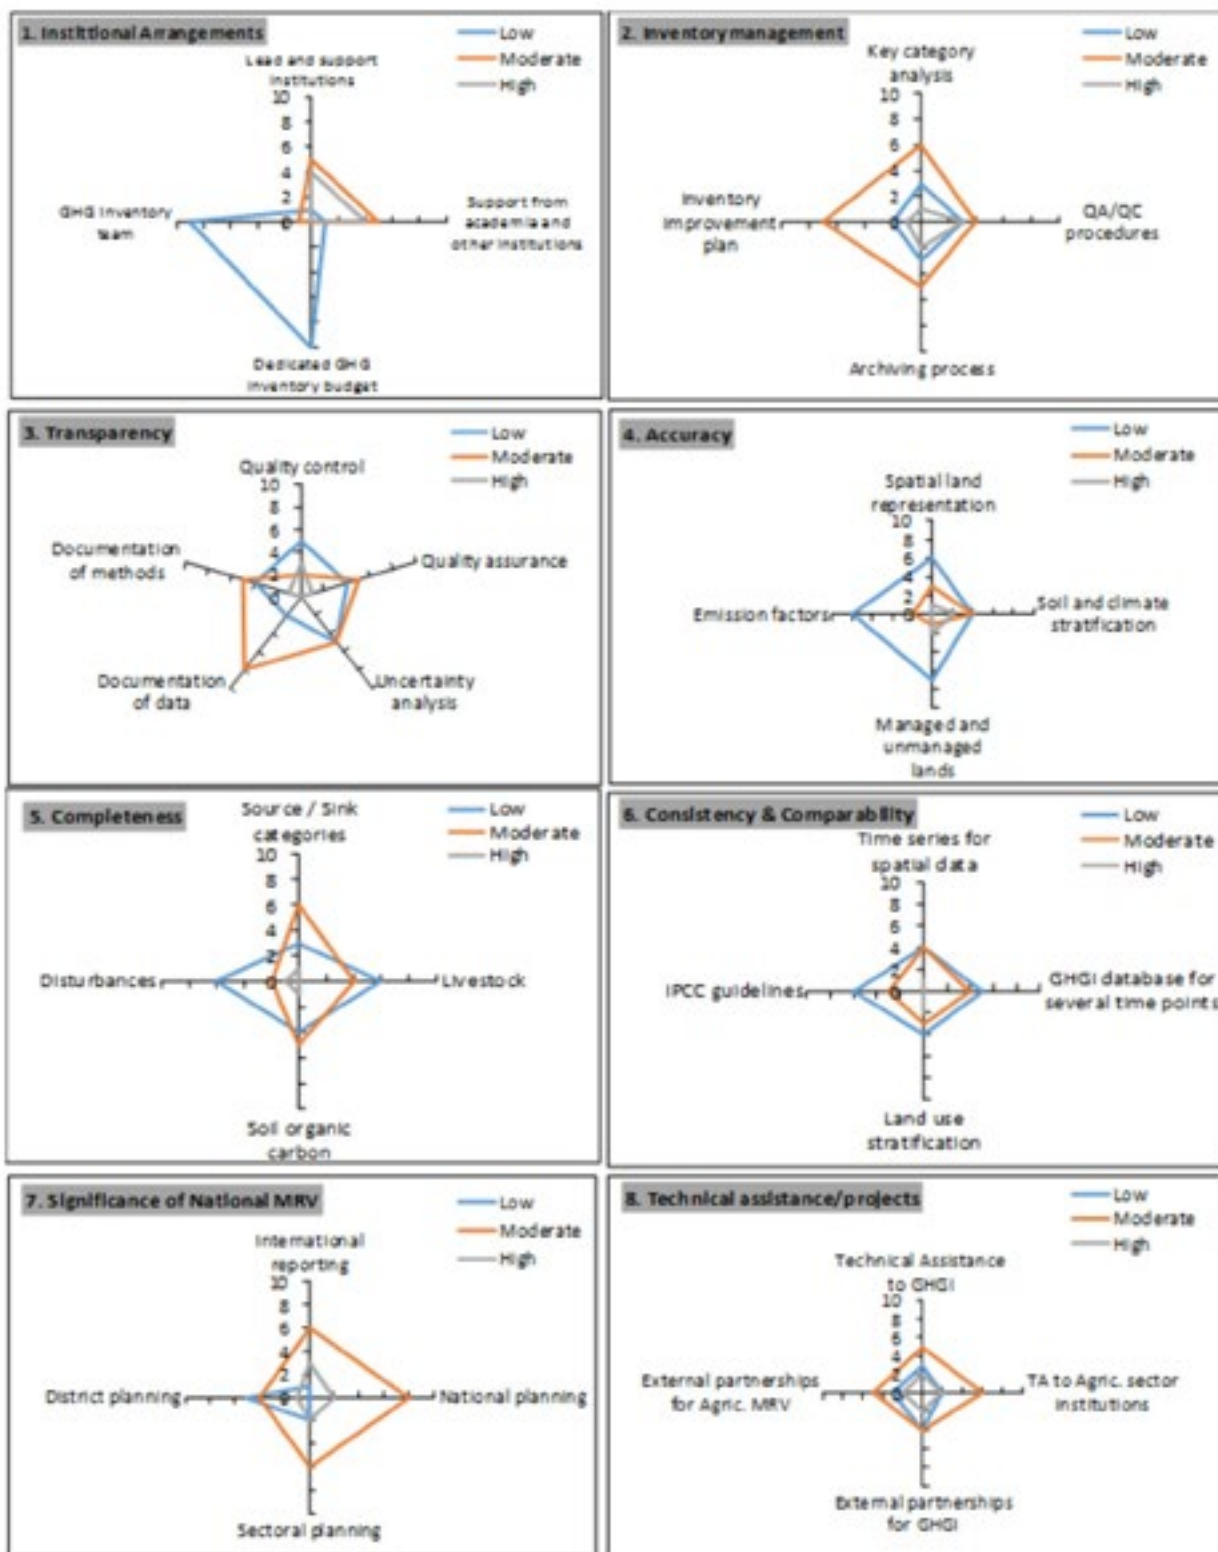 1. Instittional Arrangements
Low
Moderate
High
Lead and support
institutions
10
8
6
4
2
0
GHG inventory
team
Support from
academia and
other institutions
Dedicated GHG
inventory budget
2. Inventory management
Low
Moderate
High
Key category
analysis
10
8
6
4
2
0
Inventory
improvement
plan
QA/QC
procedures
Archiving process
3. Transparency
Low
Moderate
High
Quality control
10
8
6
4
2
0
Documentation
of methods
Quality assurance
Documentation
of data
Uncertainty
analysis
4. Accuracy
Low
Moderate
High
Spatial land
representation
10
8
6
4
2
0
Emission factors
Soil and climate
stratification
Managed and
unmanaged
lands
5. Completeness
Low
Moderate
High
Source / Sink
categories
10
8
6
4
2
0
Disturbances
Livestock
Soil organic
carbon
6. Consistency & Comparability
Low
Moderate
High
Time series for
spatial data
10
8
6
4
2
0
IPCC guidelines
GHGI database for
several time points
Land use
stratification
7. Significance of National MRV
Low
Moderate
High
International
reporting
10
8
6
4
2
0
District planning
National planning
Sectoral planning
8. Technical assistance/projects
Low
Moderate
High
Technical Assistance
to GHGI
10
8
6
4
2
0
External partnerships
for Agric. MRV
TA to Agric. sector
institutions
External partnerships
for GHGI